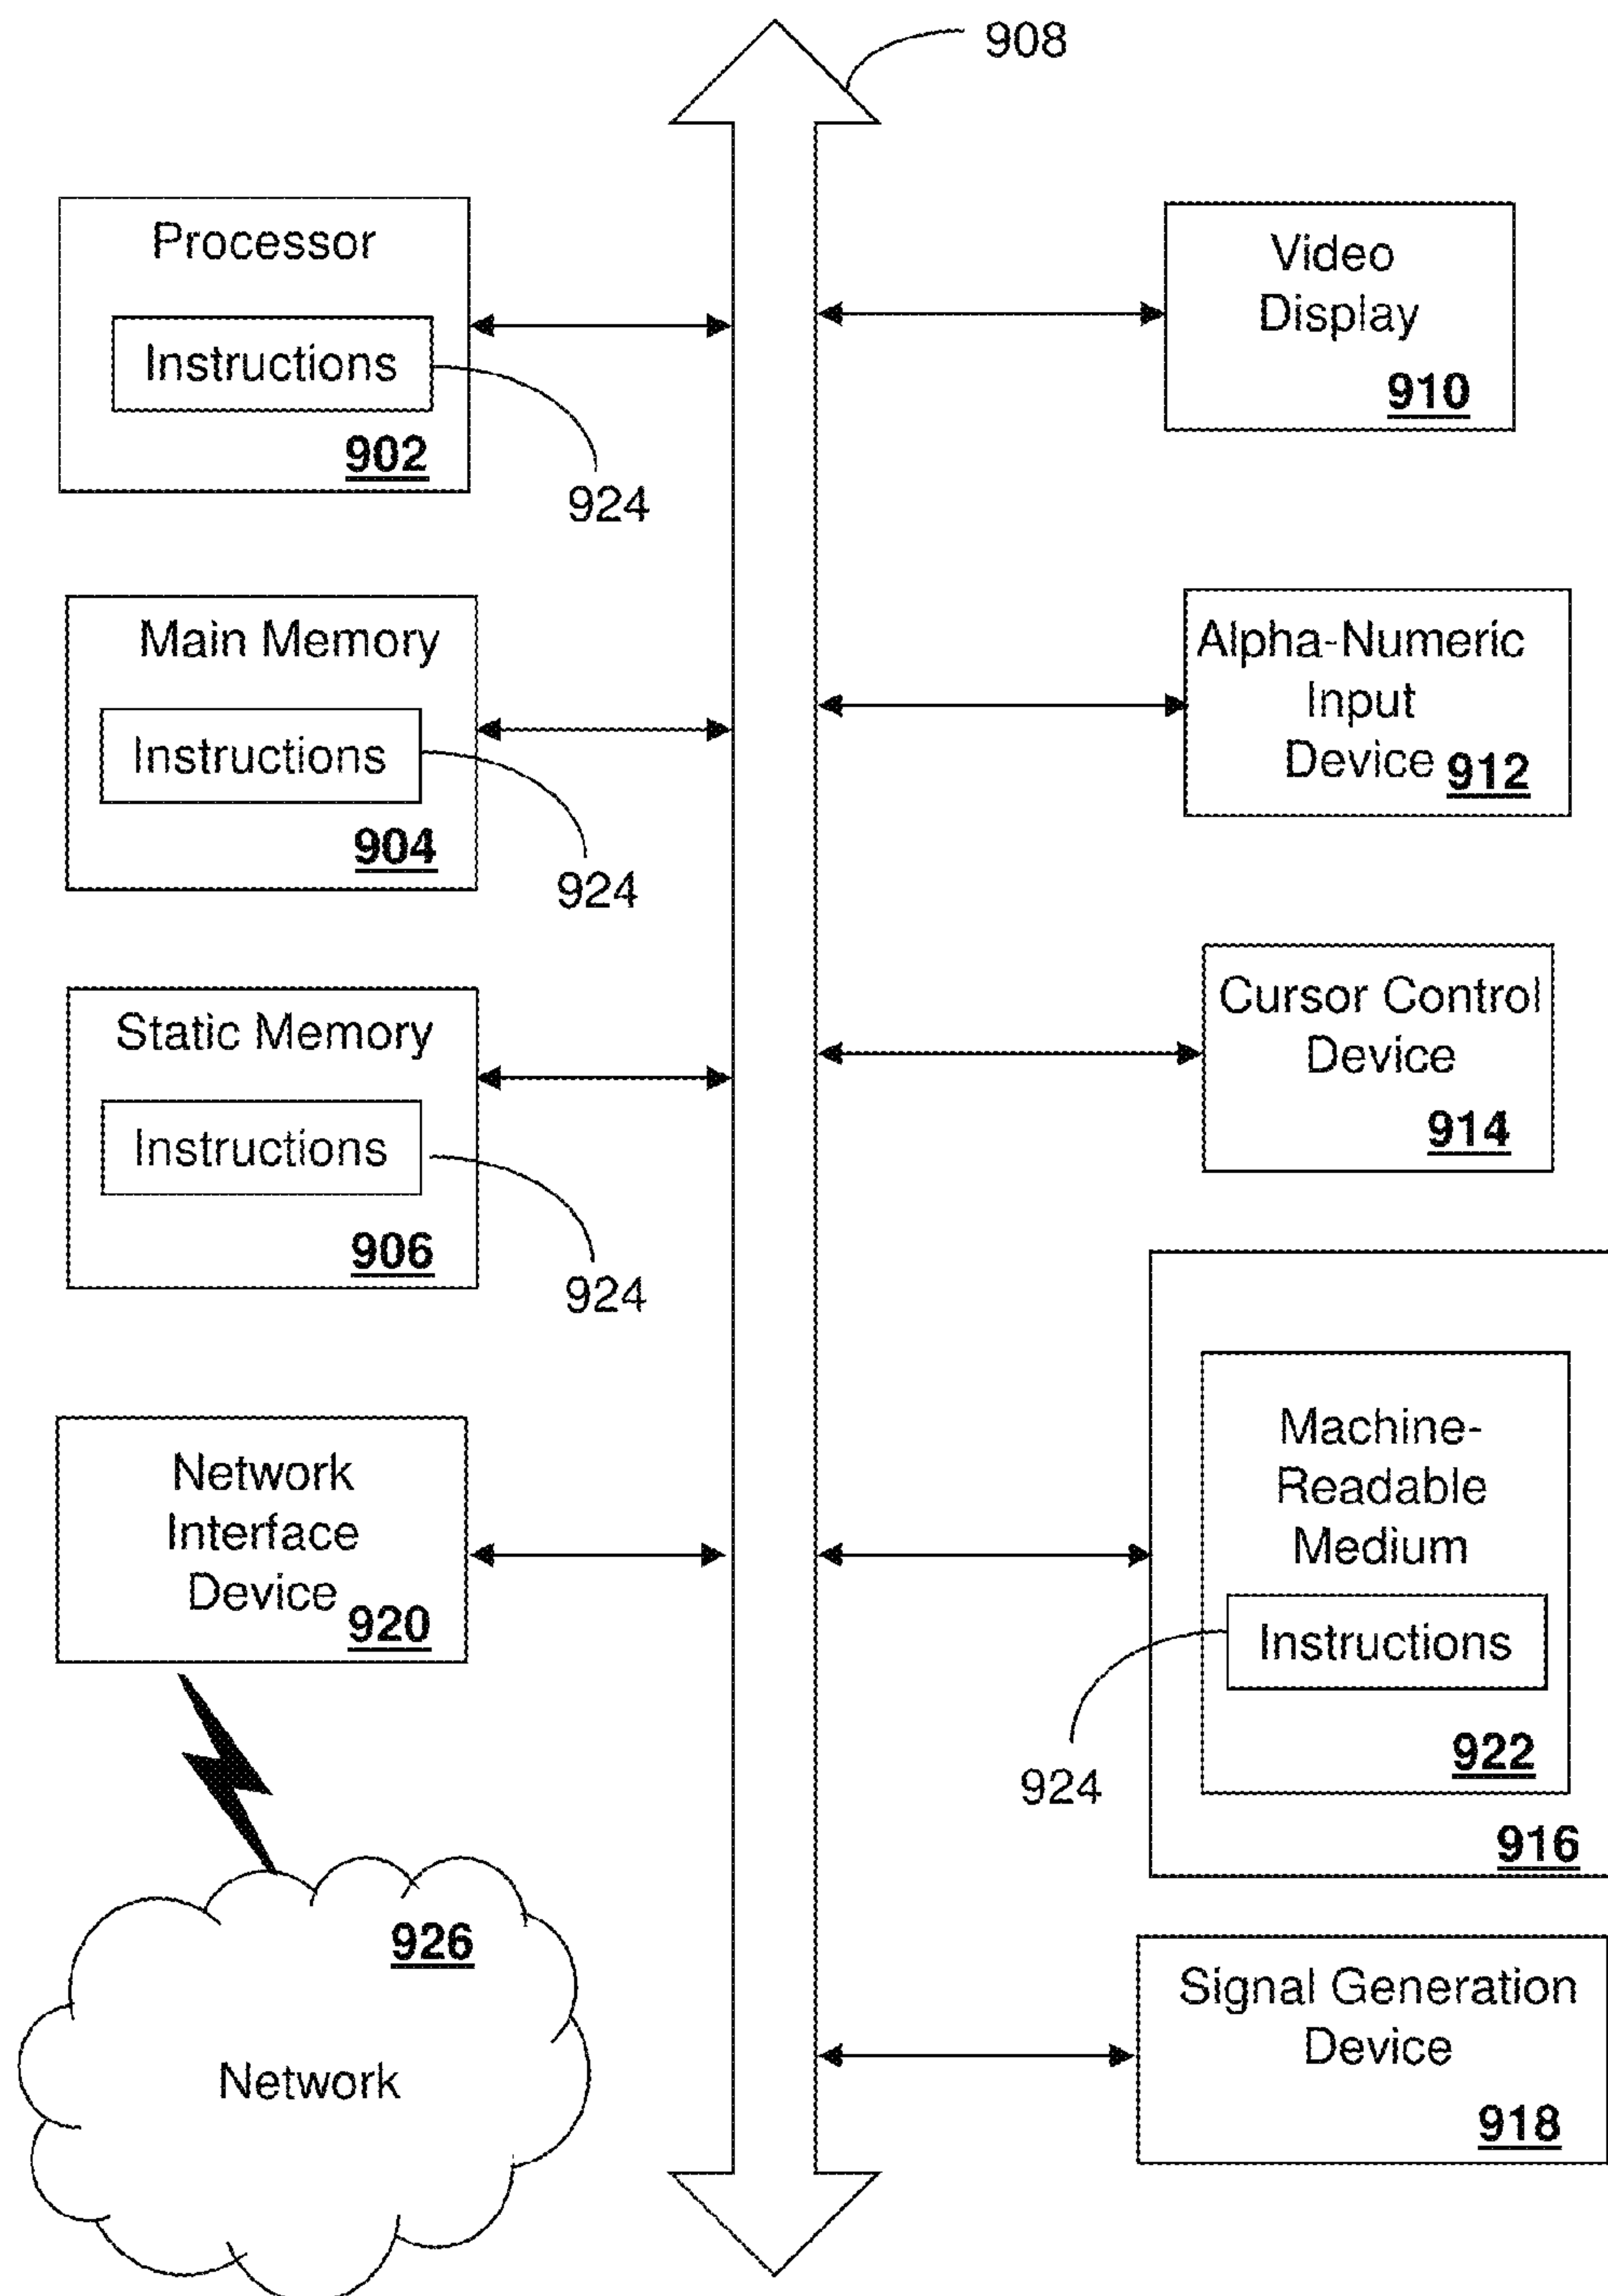 908
Processor
Instructions
902
924
Main Memory
Instructions
904
924
Static Memory
Instructions
906
924
Network
Interface
Device
920
926
Network
Video
Display
910
Alpha-Numeric
Input
Device 912
Cursor Control
Device
914
Machine-
Readable
Medium
Instructions
922
924
916
Signal Generation
Device
918